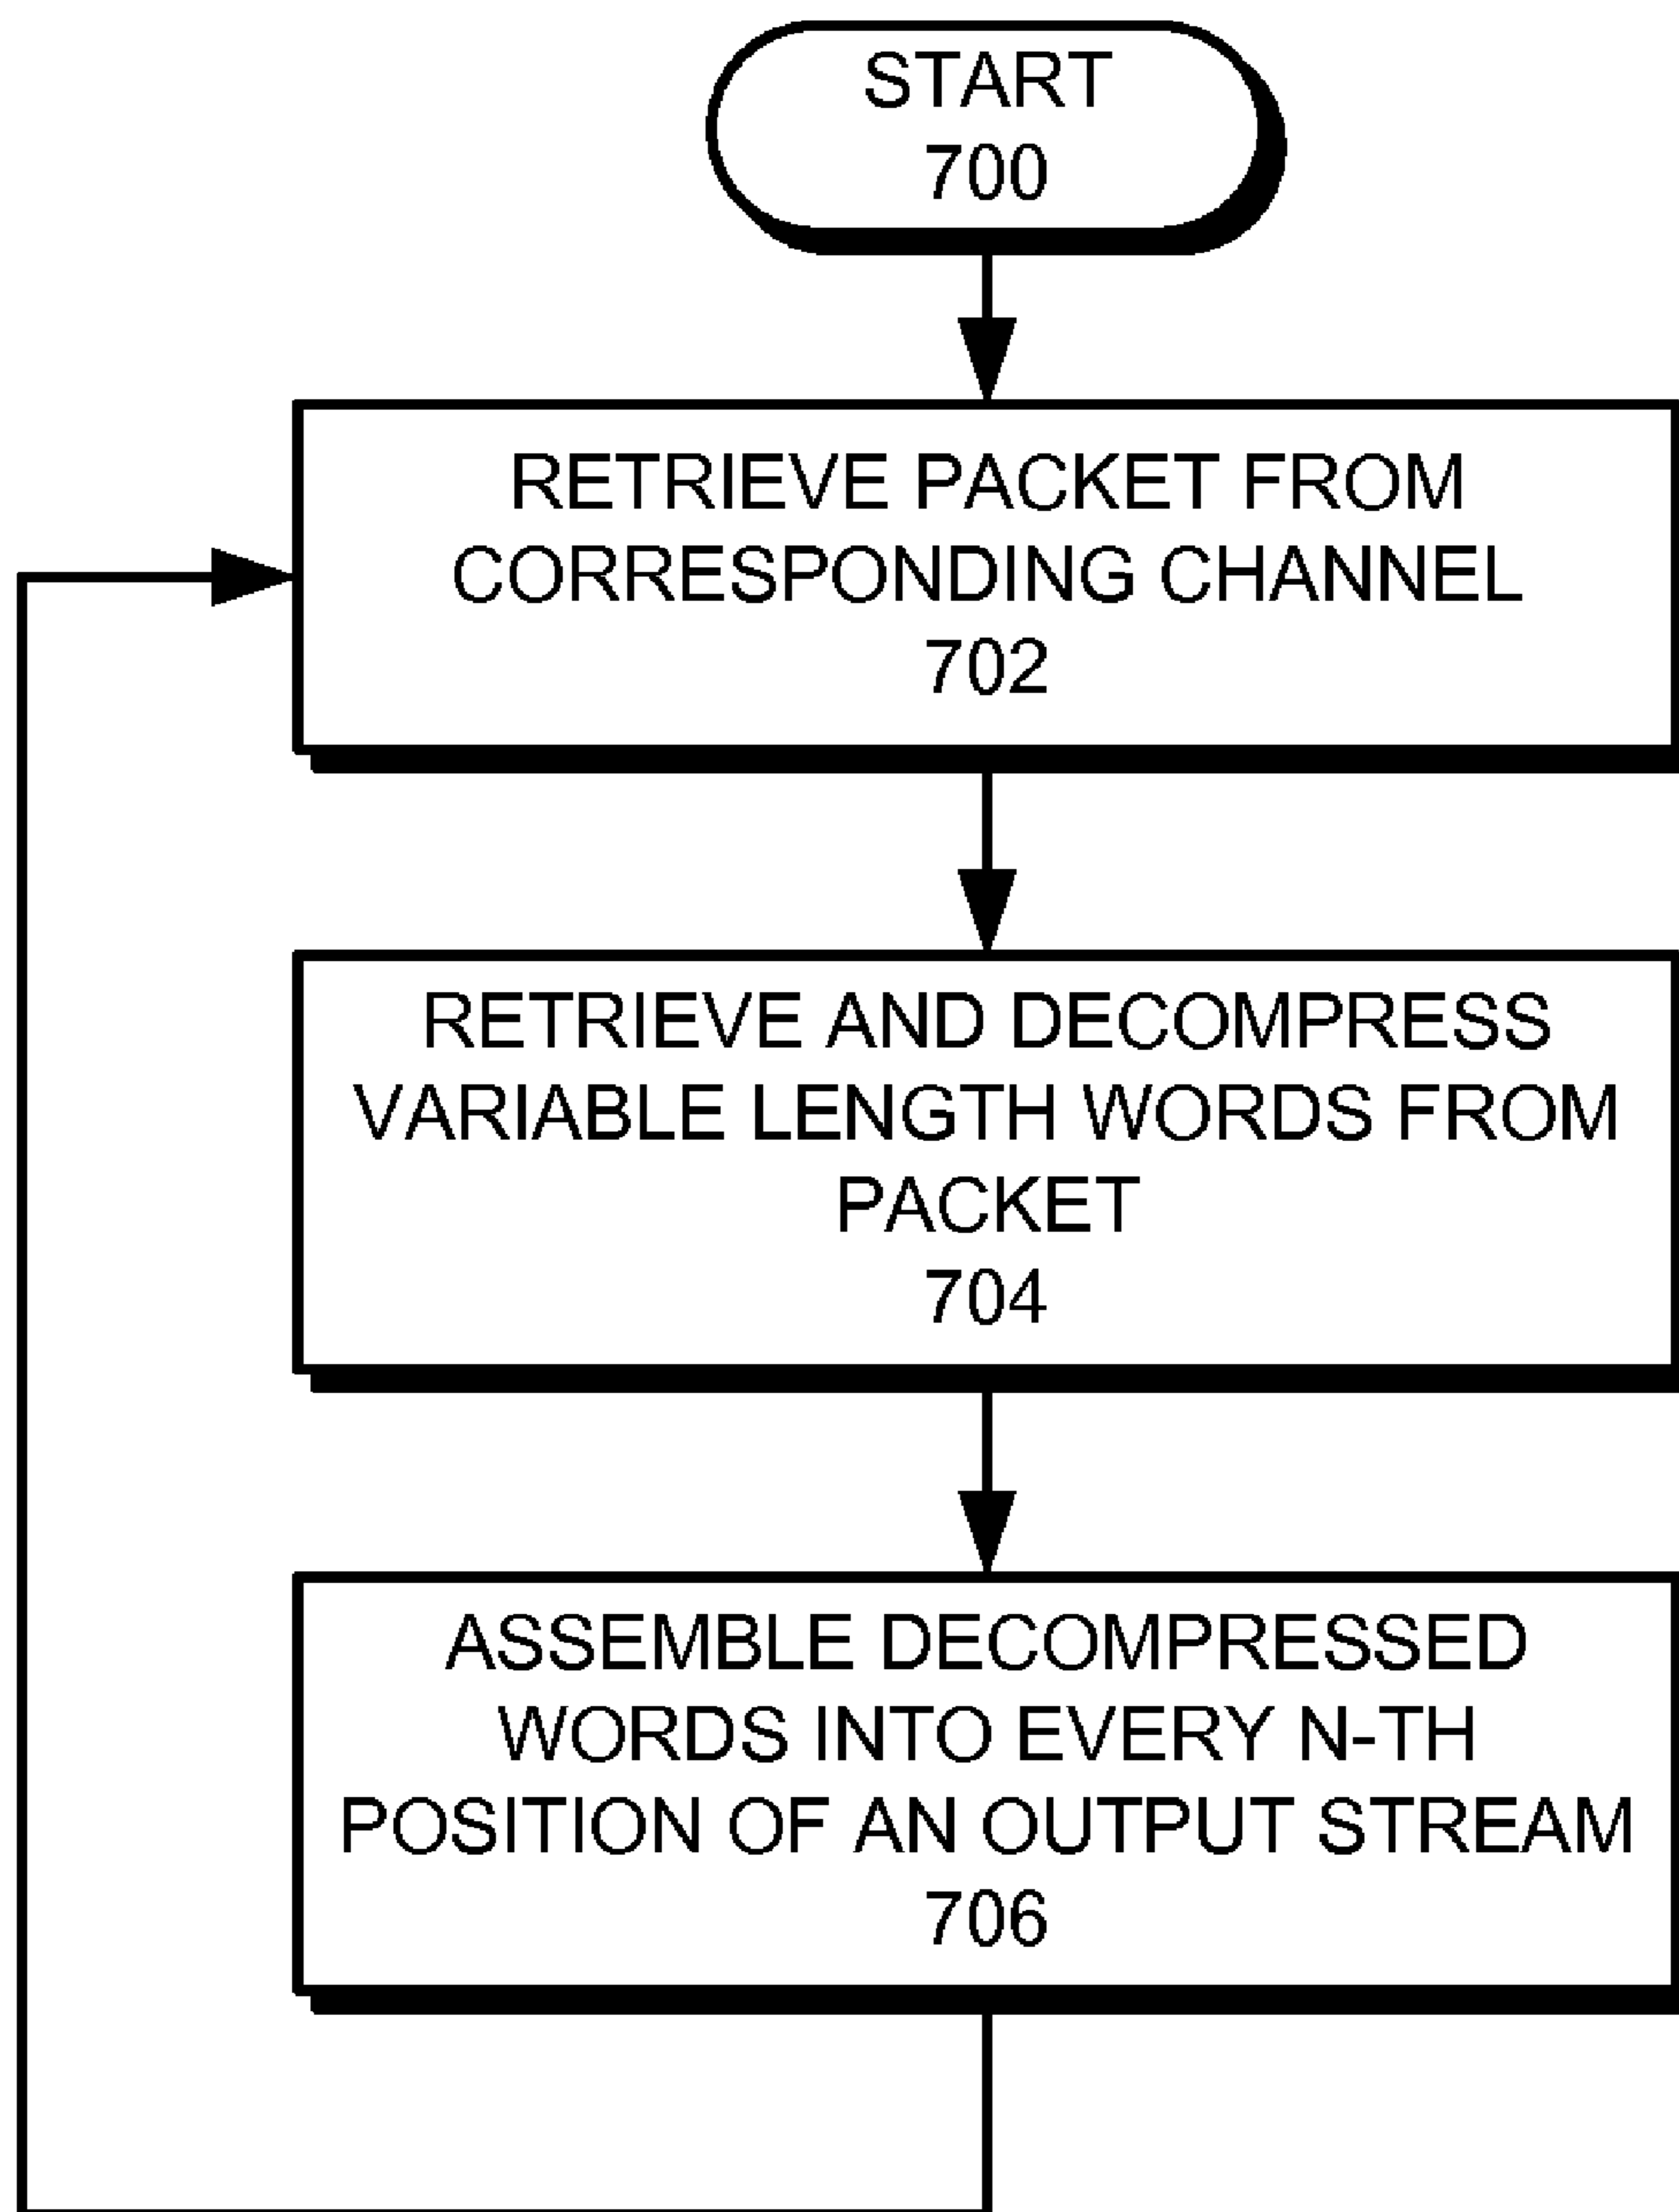 START
700
RETRIEVE PACKET FROM
CORRESPONDING CHANNEL
702
RETRIEVE AND DECOMPRESS
VARIABLE LENGTH WORDS FROM
PACKET
704
ASSEMBLE DECOMPRESSED
WORDS INTO EVERY N-TH
POSITION OF AN OUTPUT STREAM
706